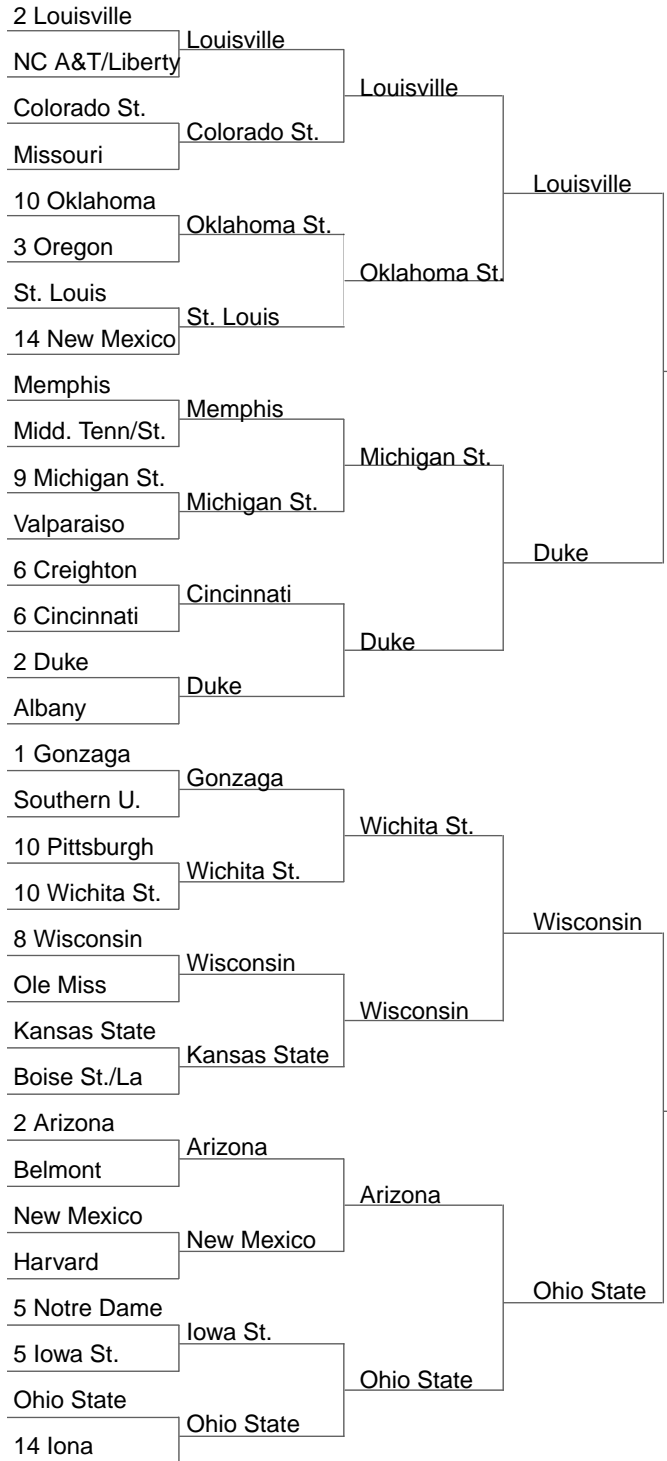 2 Louisville
NC A&T/Liberty
Colorado St.
Missouri
10 Oklahoma
3 Oregon
St. Louis
14 New Mexico
Memphis
Midd. Tenn/St.
9 Michigan St.
Valparaiso
6 Creighton
6 Cincinnati
2 Duke
Albany
1 Gonzaga
Southern U.
10 Pittsburgh
10 Wichita St.
8 Wisconsin
Ole Miss
Kansas State
Boise St./La
2 Arizona
Belmont
New Mexico
Harvard
5 Notre Dame
5 Iowa St.
Ohio State
14 Iona
Louisville
Colorado St.
Oklahoma St.
St. Louis
Memphis
Michigan St.
Cincinnati
Duke
Gonzaga
Wichita St.
Wisconsin
Kansas State
Arizona
New Mexico
Iowa St.
Ohio State
Louisville
Oklahoma St.
Michigan St.
Duke
Wichita St.
Wisconsin
Arizona
Ohio State
Louisville
Duke
Wisconsin
Ohio State